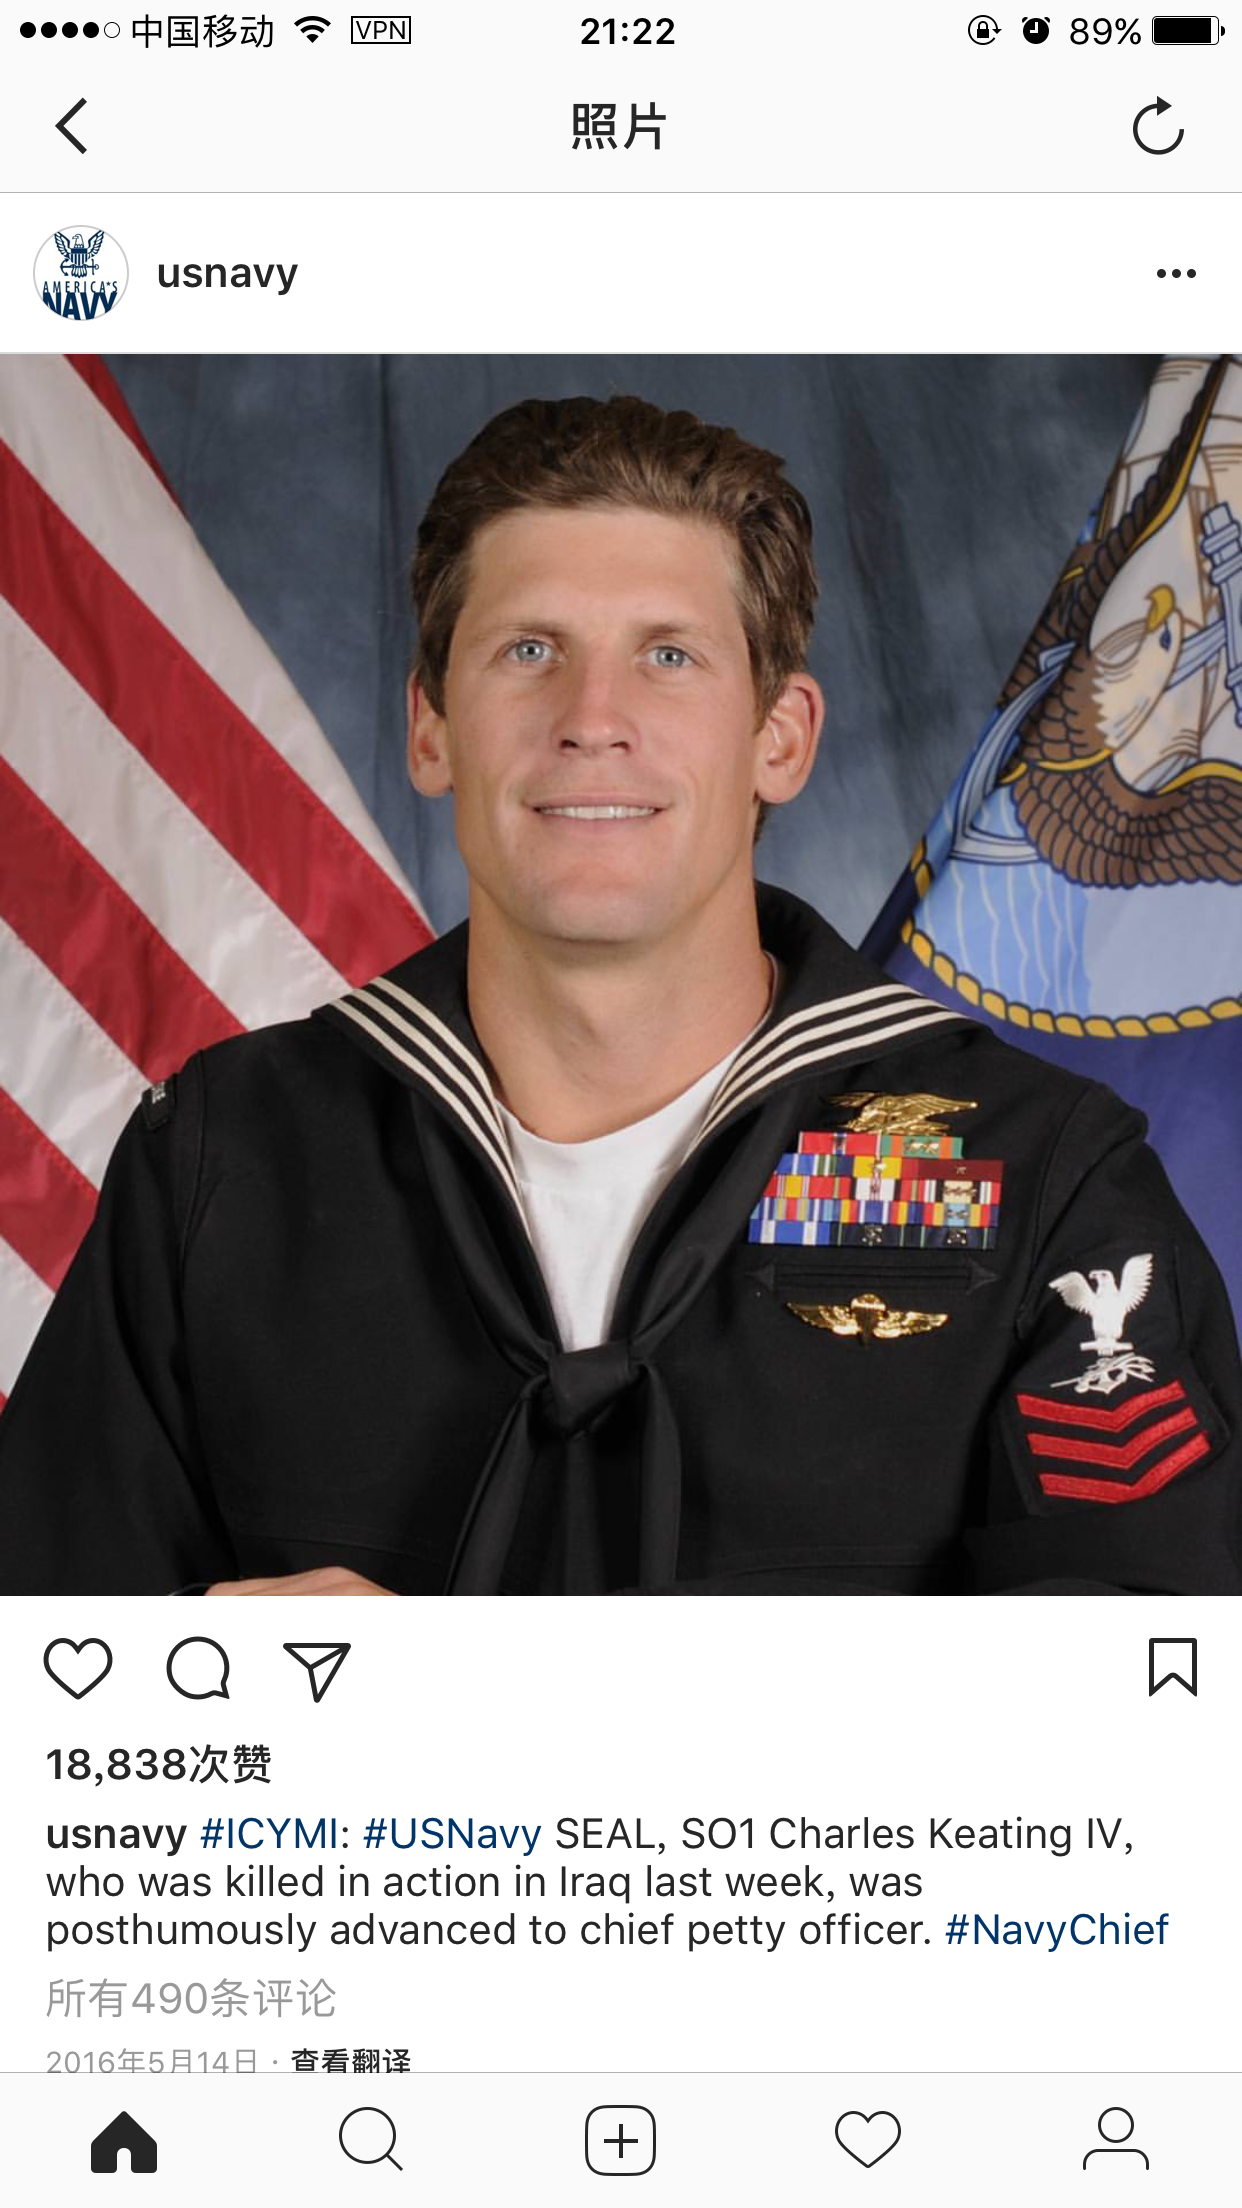 中国移动 VPN 21:22 89%
照片
AMERICA★S
NAVY
usnavy
18,838次赞
usnavy #ICYMI: #USNavy SEAL, SO1 Charles Keating IV,
who was killed in action in Iraq last week, was
posthumously advanced to chief petty officer. #NavyChief
所有490条评论
2016年5月14日 · 查看翻译